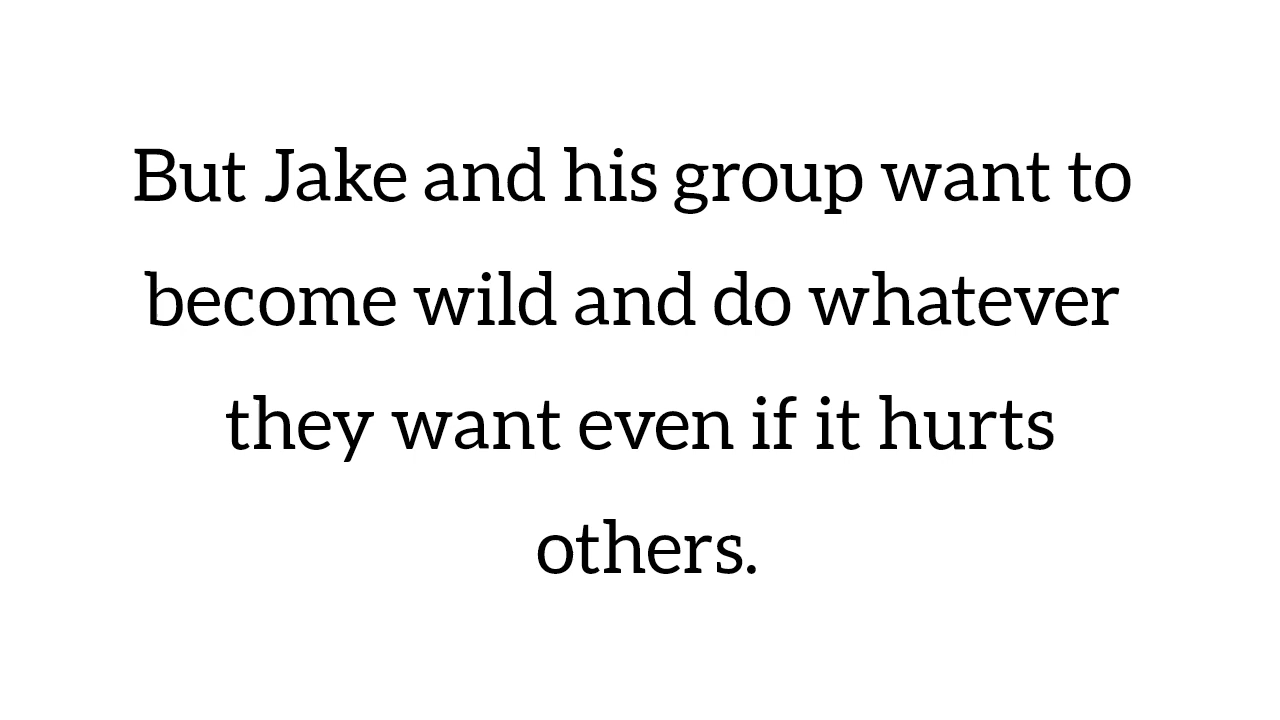 But Jake and his group want to
become wild and do whatever
they want even if it hurts
others.